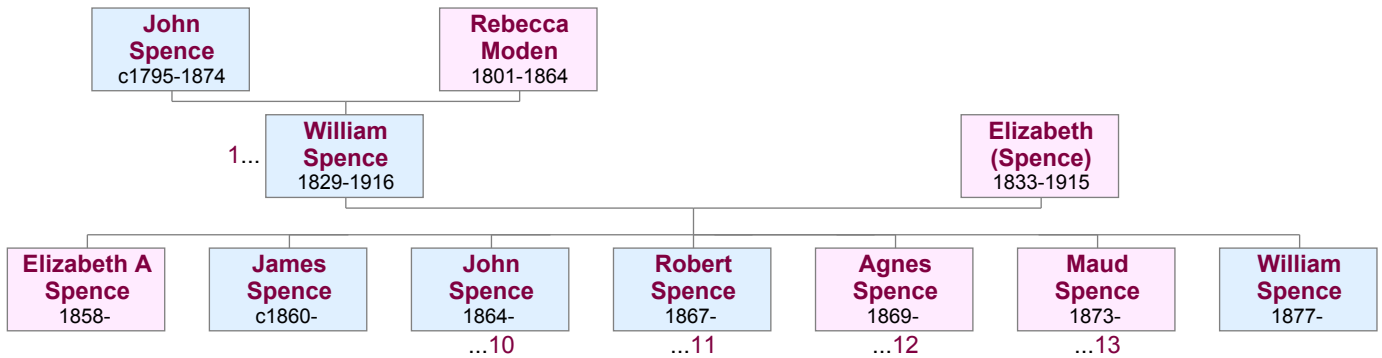 John
Spence
c1795-1874
Rebecca
Moden
1801-1864
1...
William
Spence
1829-1916
Elizabeth
(Spence)
1833-1915
Elizabeth A
Spence
1858-
James
Spence
c1860-
John
Spence
1864-
...10
Robert
Spence
1867-
...11
Agnes
Spence
1869-
...12
Maud
Spence
1873-
...13
William
Spence
1877-